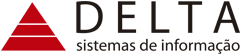 DELTA
sistemas de informação